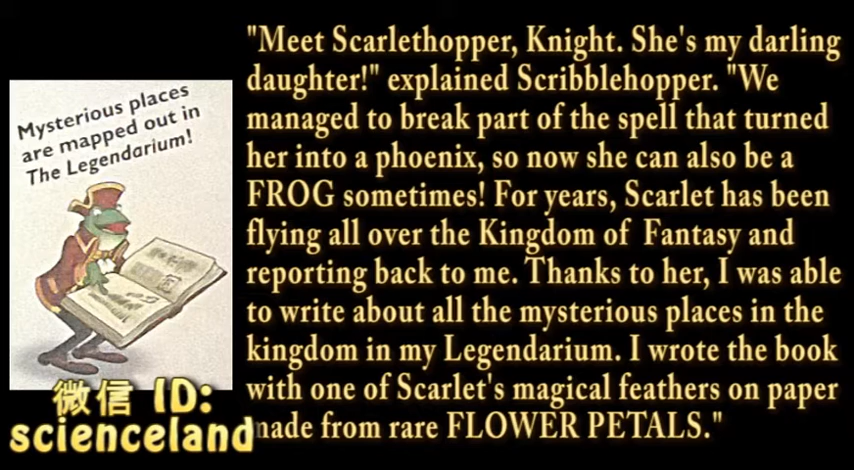 Mysterious places
are mapped out in
The Legendarium!
微信 ID:
scienceland
"Meet Scarlethopper, Knight. She's my darling
daughter!" explained Scribblehopper. "We
managed to break part of the spell that turned
her into a phoenix, so now she can also be a
FROG sometimes! For years, Scarlet has been
flying all over the Kingdom of Fantasy and
reporting back to me. Thanks to her, I was able
to write about all the mysterious places in the
kingdom in my Legendarium. I wrote the book
with one of Scarlet's magical feathers on paper
made from rare FLOWER PETALS."